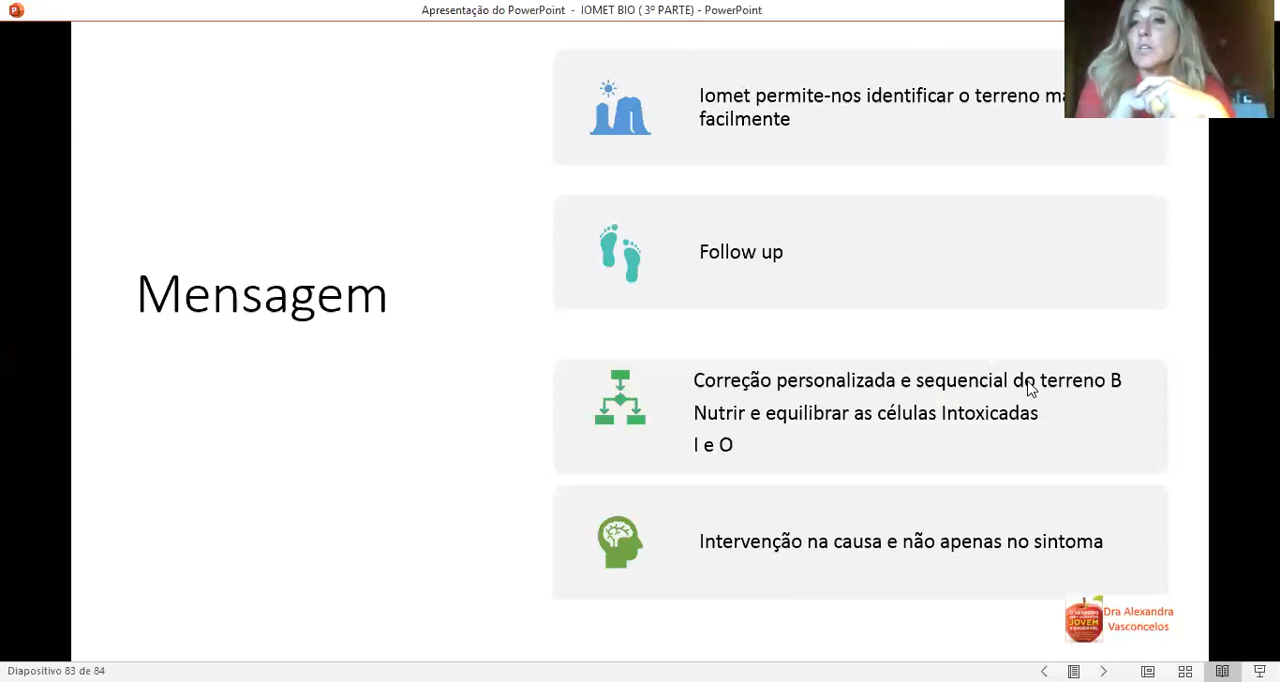 Apresentação do PowerPoint - IOMET BIO ( 3º PARTE) - PowerPoint
Mensagem
Iomet permite-nos identificar o terreno
facilmente
Follow up
Correção personalizada e sequencial do terreno B
Nutrir e equilibrar as células Intoxicadas
I e O
Intervenção na causa e não apenas no sintoma
JOVEM
Dra Alexandra
Vasconcelos
Diapositivo 83 de 84